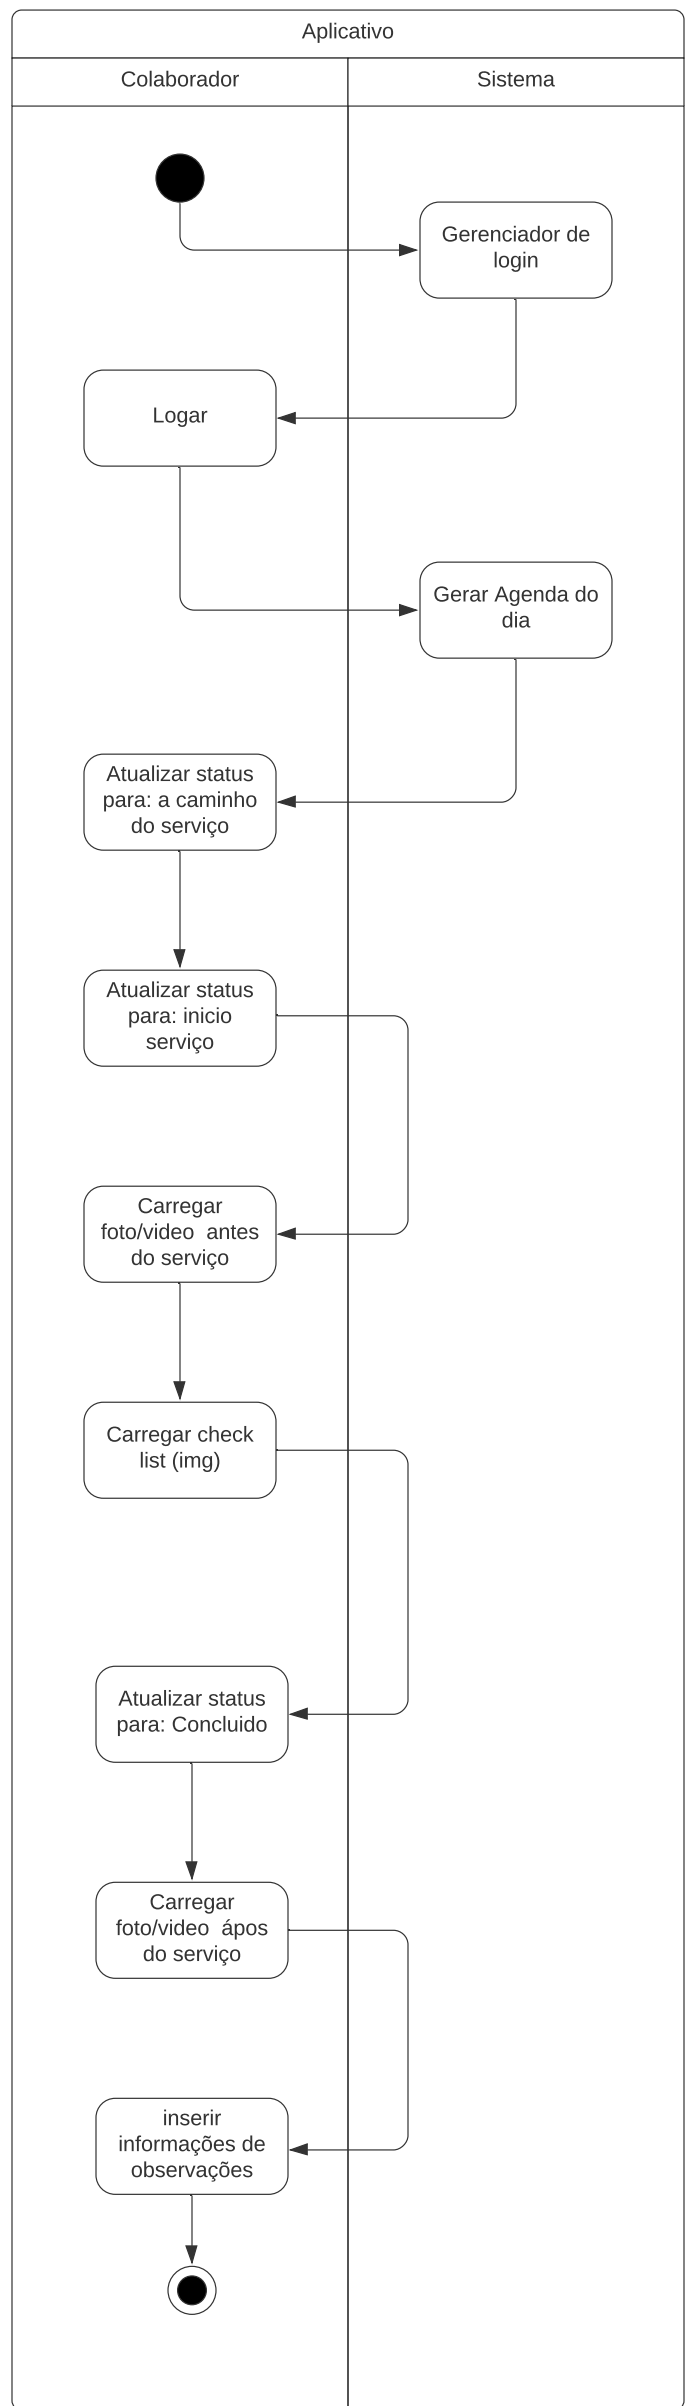 Aplicativo
Colaborador
Sistema
Gerenciador de
login
Logar
Gerar Agenda do
dia
Atualizar status
para: a caminho
do serviço
Atualizar status
para: inicio
serviço
Carregar
foto/video  antes
do serviço
Carregar check
list (img)
Atualizar status
para: Concluido
Carregar
foto/video  ápos
do serviço
inserir
informações de
observações